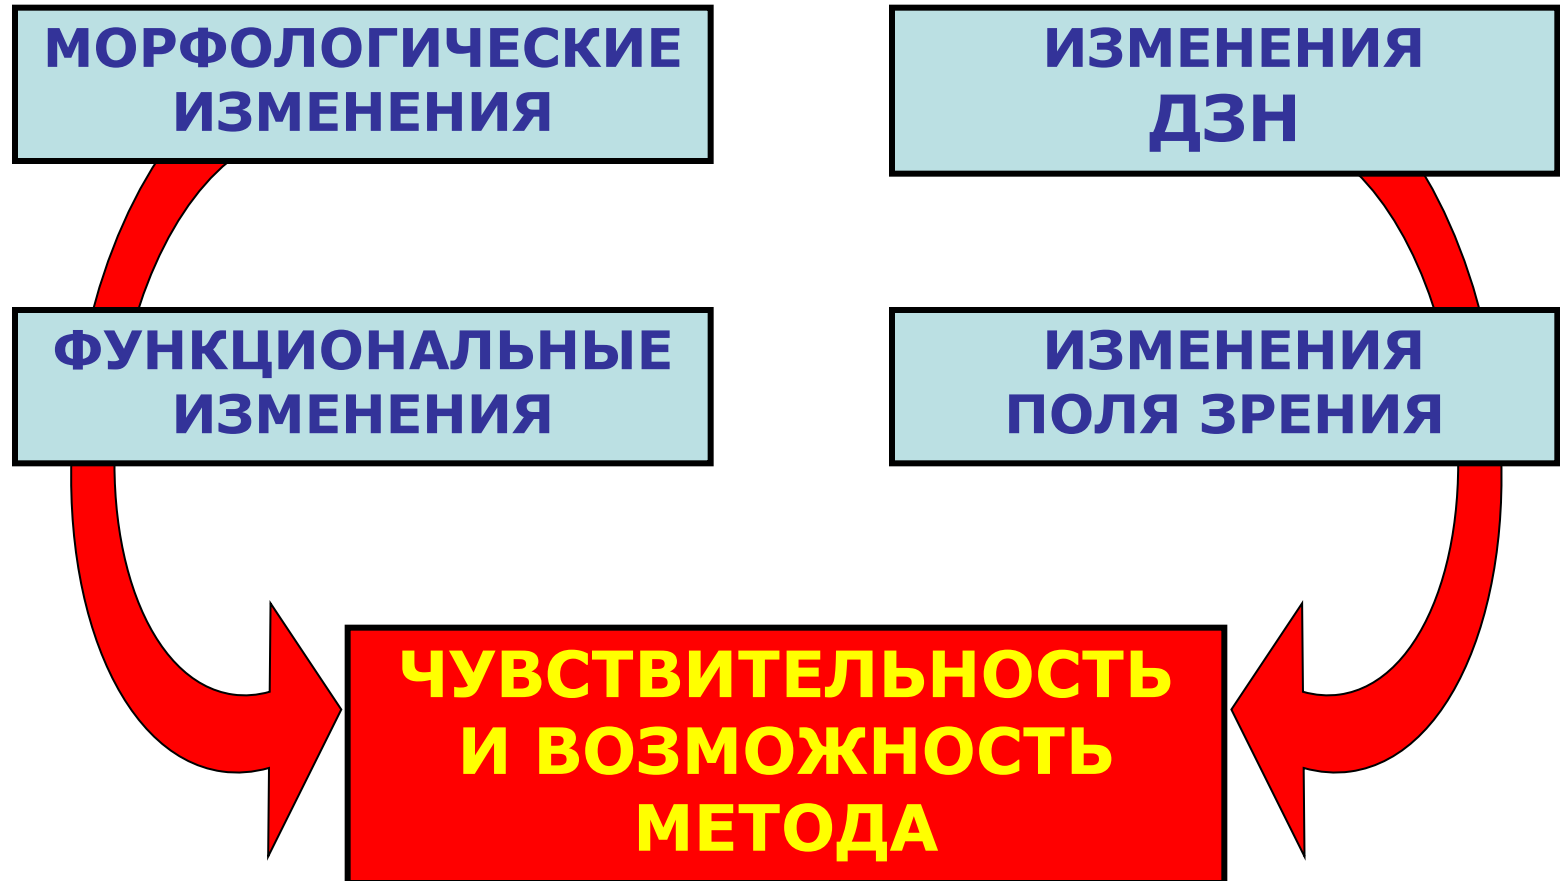 МОРФОЛОГИЧЕСКИЕ
ИЗМЕНЕНИЯ
ИЗМЕНЕНИЯ
ДЗН
ФУНКЦИОНАЛЬНЫЕ
ИЗМЕНЕНИЯ
ИЗМЕНЕНИЯ
ПОЛЯ ЗРЕНИЯ
ЧУВСТВИТЕЛЬНОСТЬ
И ВОЗМОЖНОСТЬ
МЕТОДА